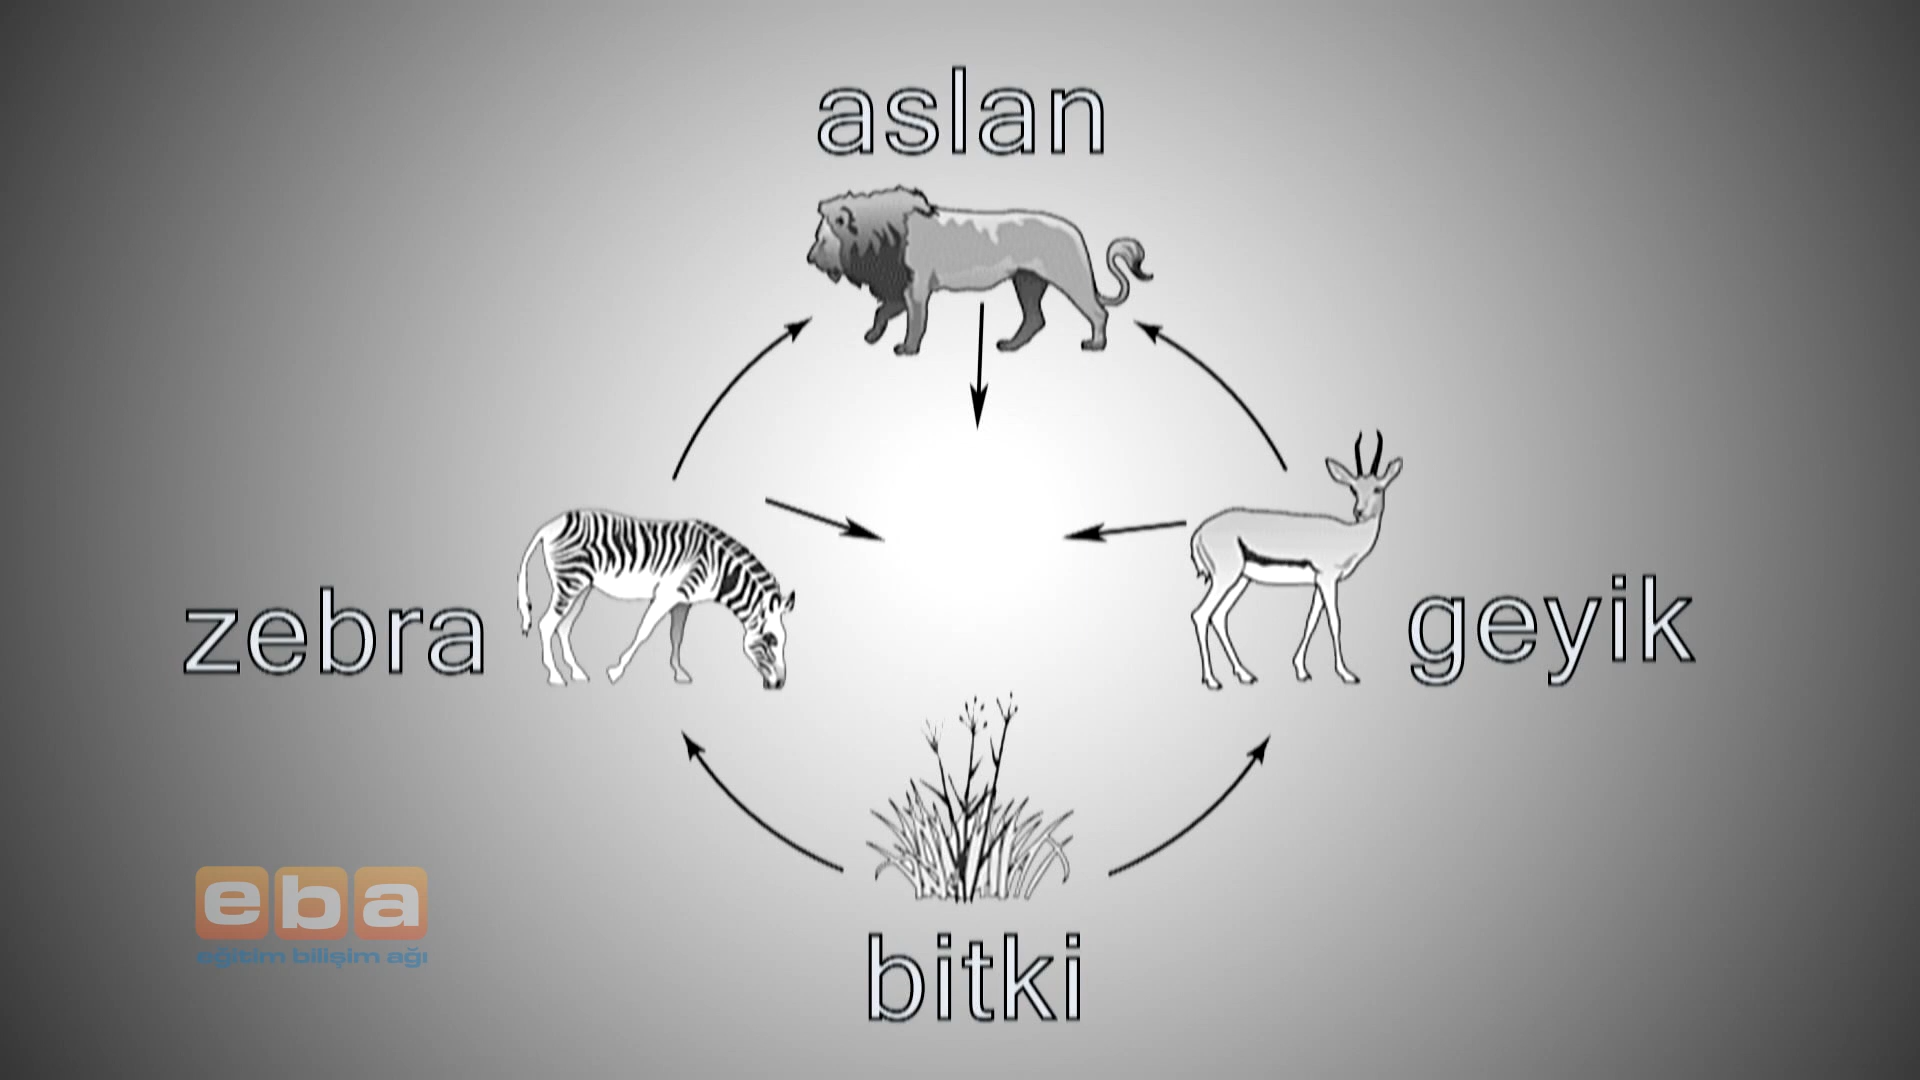 aslan
zebra
geyik
bitki
eba
eğitim bilişim ağı